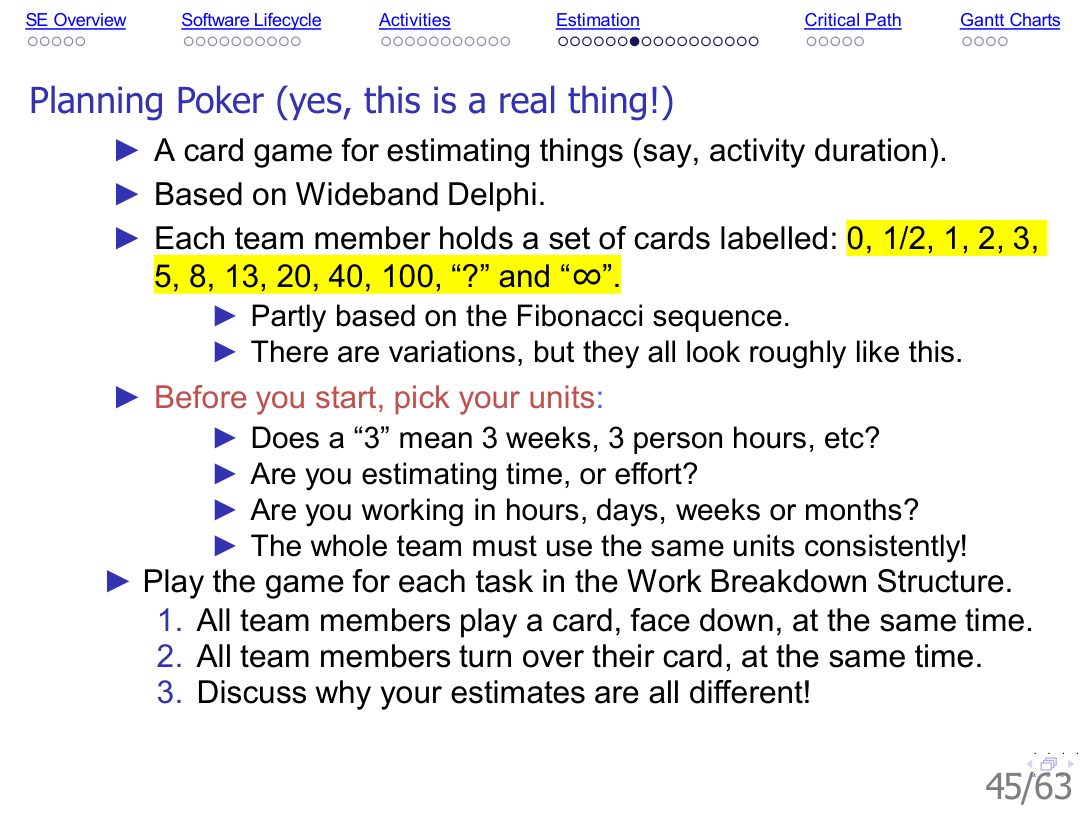 SE Overview Software Lifecycle Activities Estimation Critical Path Gantt Charts
Planning Poker (yes, this is a real thing!)
► A card game for estimating things (say, activity duration).
► Based on Wideband Delphi.
► Each team member holds a set of cards labelled: 0, 1/2, 1, 2, 3,
5, 8, 13, 20, 40, 100, “?” and “∞”.
► Partly based on the Fibonacci sequence.
► There are variations, but they all look roughly like this.
► Before you start, pick your units:
► Does a “3” mean 3 weeks, 3 person hours, etc?
► Are you estimating time, or effort?
► Are you working in hours, days, weeks or months?
► The whole team must use the same units consistently!
► Play the game for each task in the Work Breakdown Structure.
1. All team members play a card, face down, at the same time.
2. All team members turn over their card, at the same time.
3. Discuss why your estimates are all different!
45/63